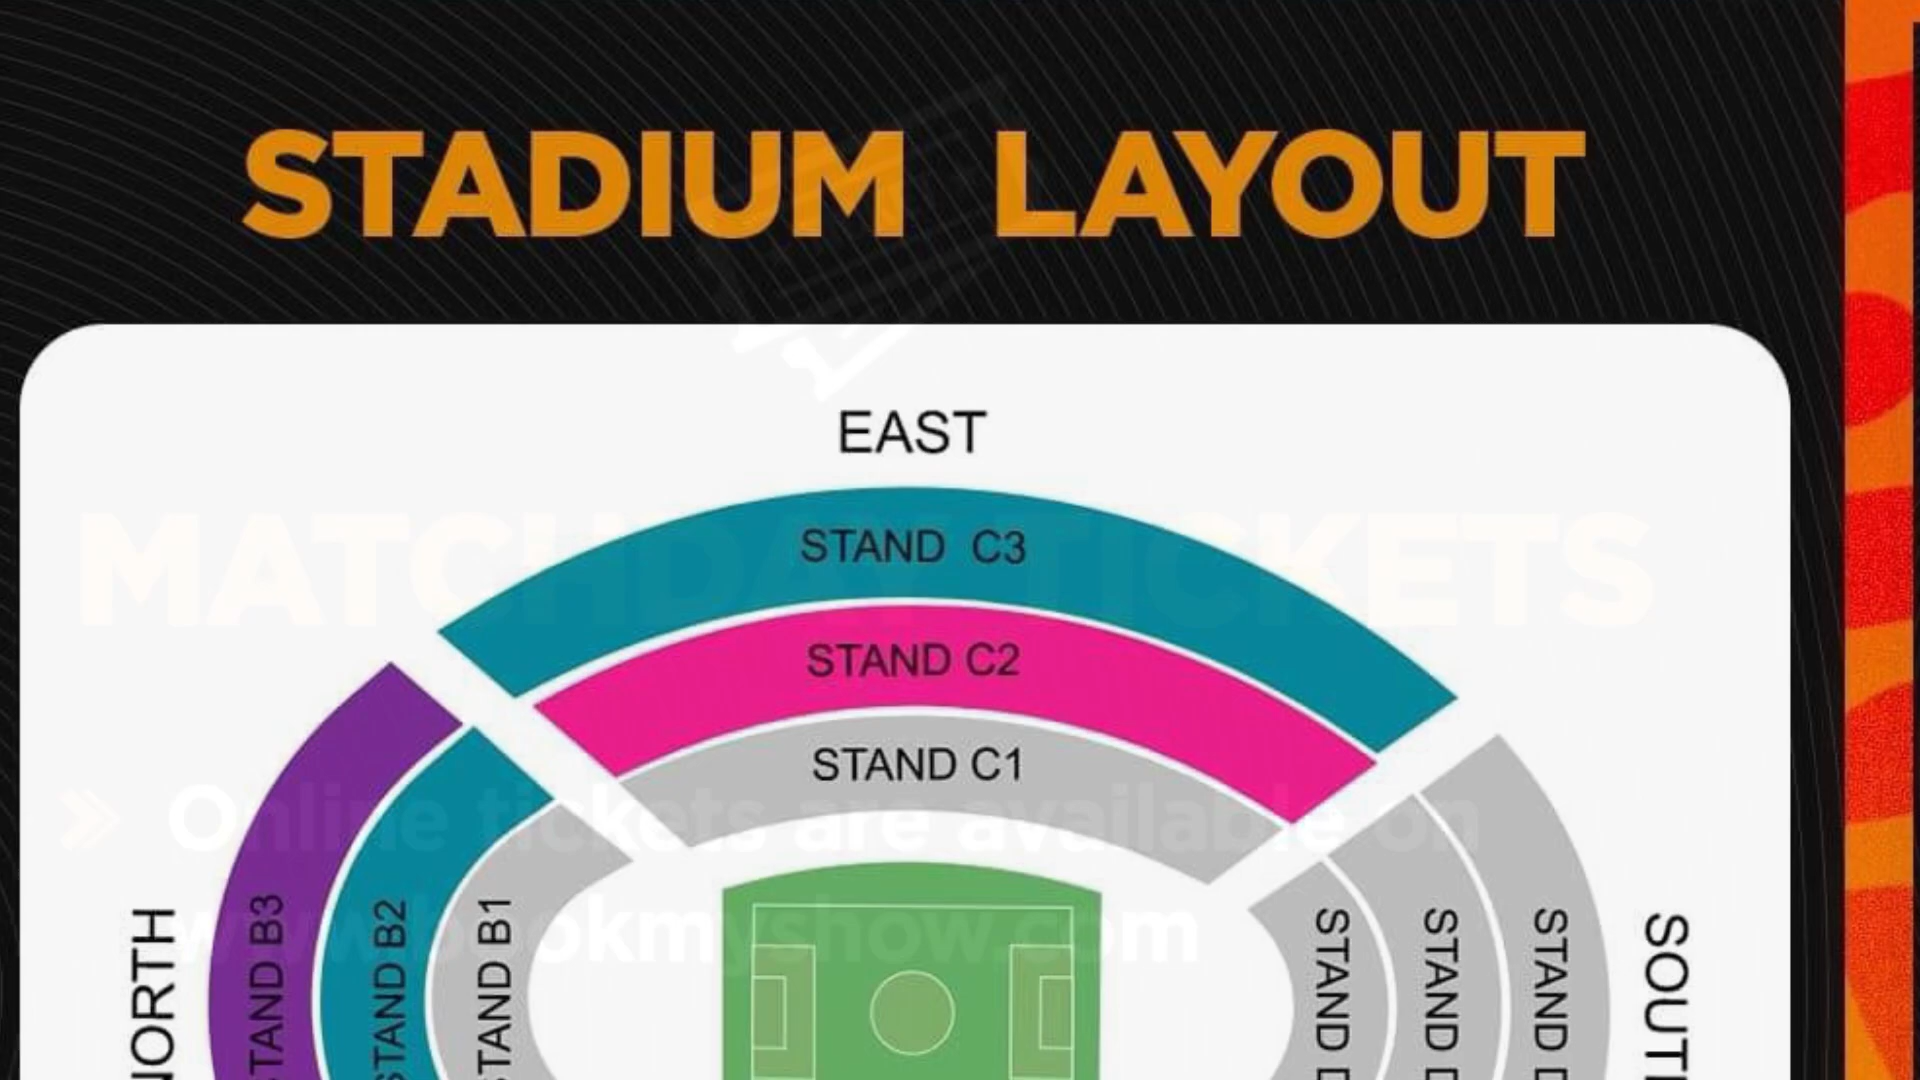 STADIUM LAYOUT
EAST
MATCHDAY TICKETS
STAND C3
STAND C2
STAND C1
» Online tickets are available on
www.bookmyshow.com
NORTH
STAND B3
STAND B2
STAND B1
STAND
STAND
STAND